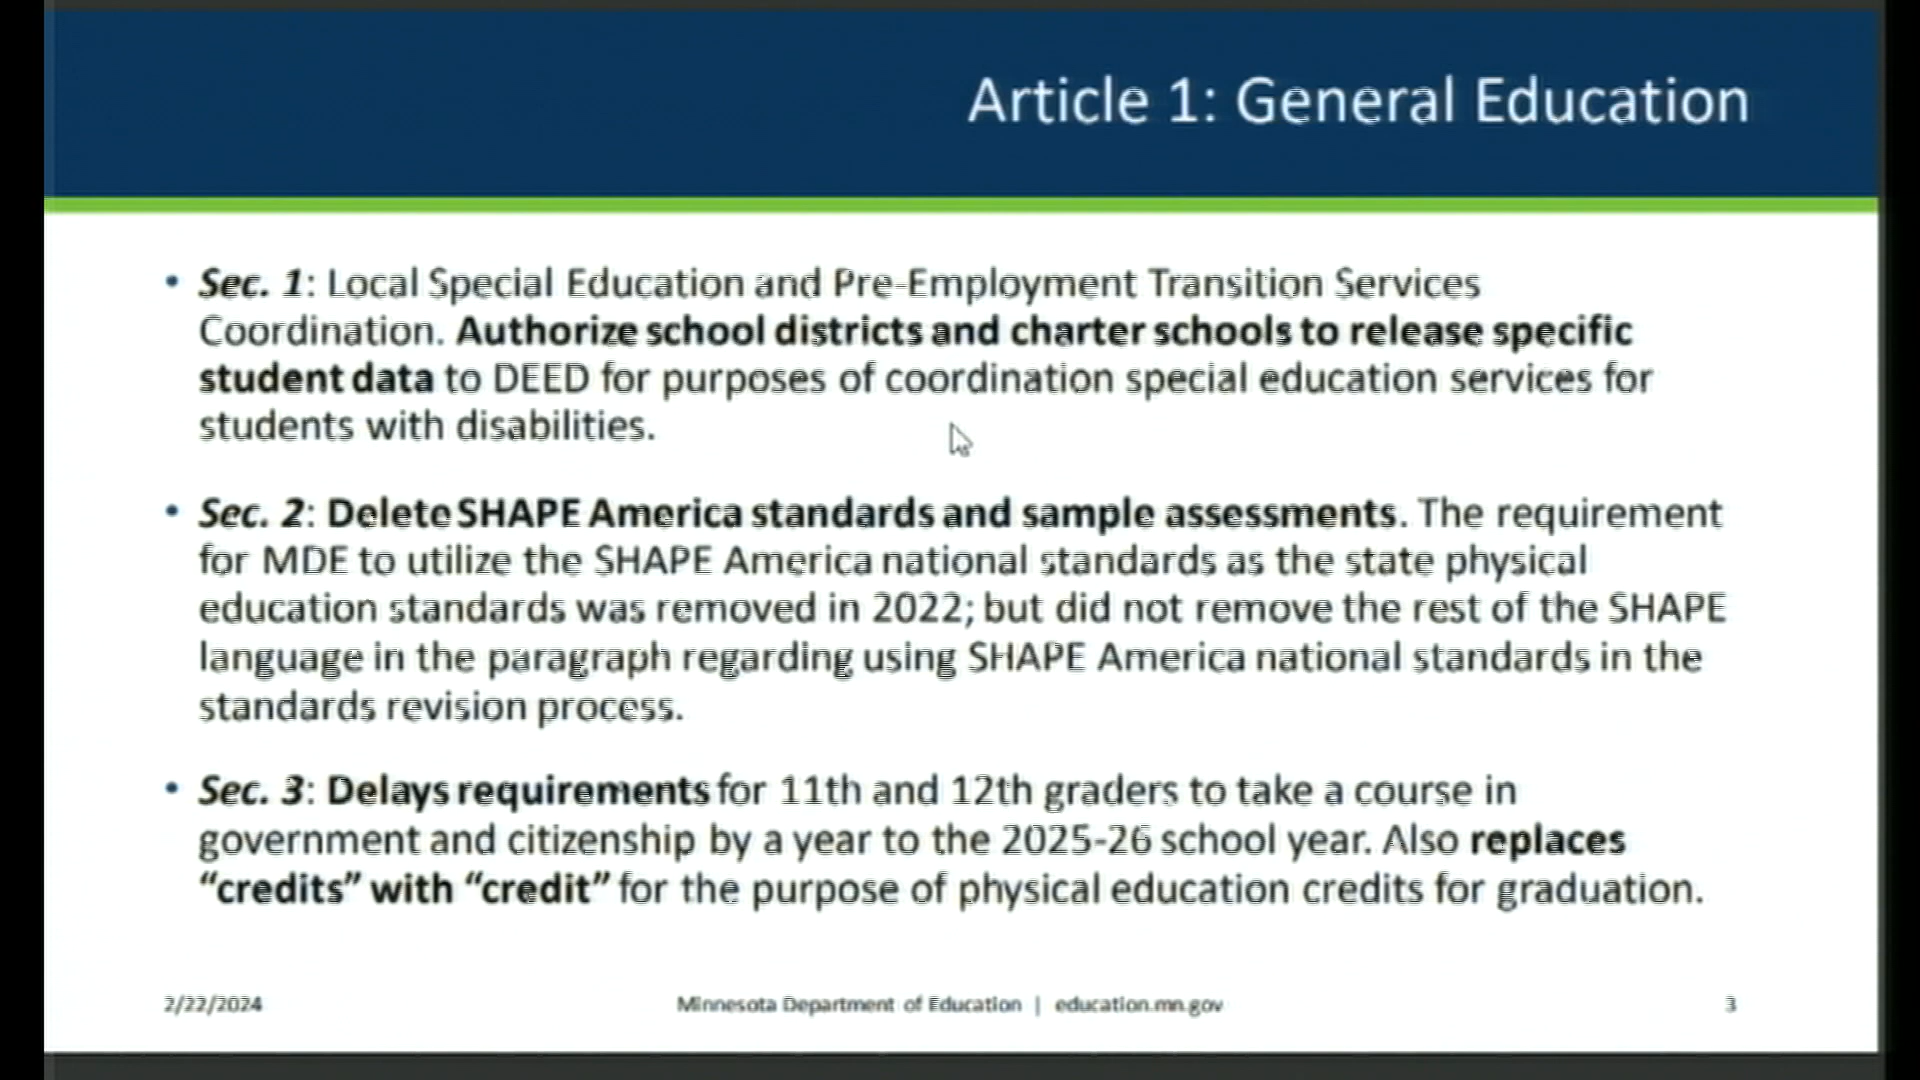 Article 1: General Education
• Sec. 1: Local Special Education and Pre-Employment Transition Services
Coordination. Authorize school districts and charter schools to release specific
student data to DEED for purposes of coordination special education services for
students with disabilities.
• Sec. 2: Delete SHAPE America standards and sample assessments. The requirement
for MDE to utilize the SHAPE America national standards as the state physical
education standards was removed in 2022; but did not remove the rest of the SHAPE
language in the paragraph regarding using SHAPE America national standards in the
standards revision process.
• Sec. 3: Delays requirements for 11th and 12th graders to take a course in
government and citizenship by a year to the 2025-26 school year. Also replaces
“credits” with “credit” for the purpose of physical education credits for graduation.
2/22/2024
Minnesota Department of Education | education.mn.gov
3